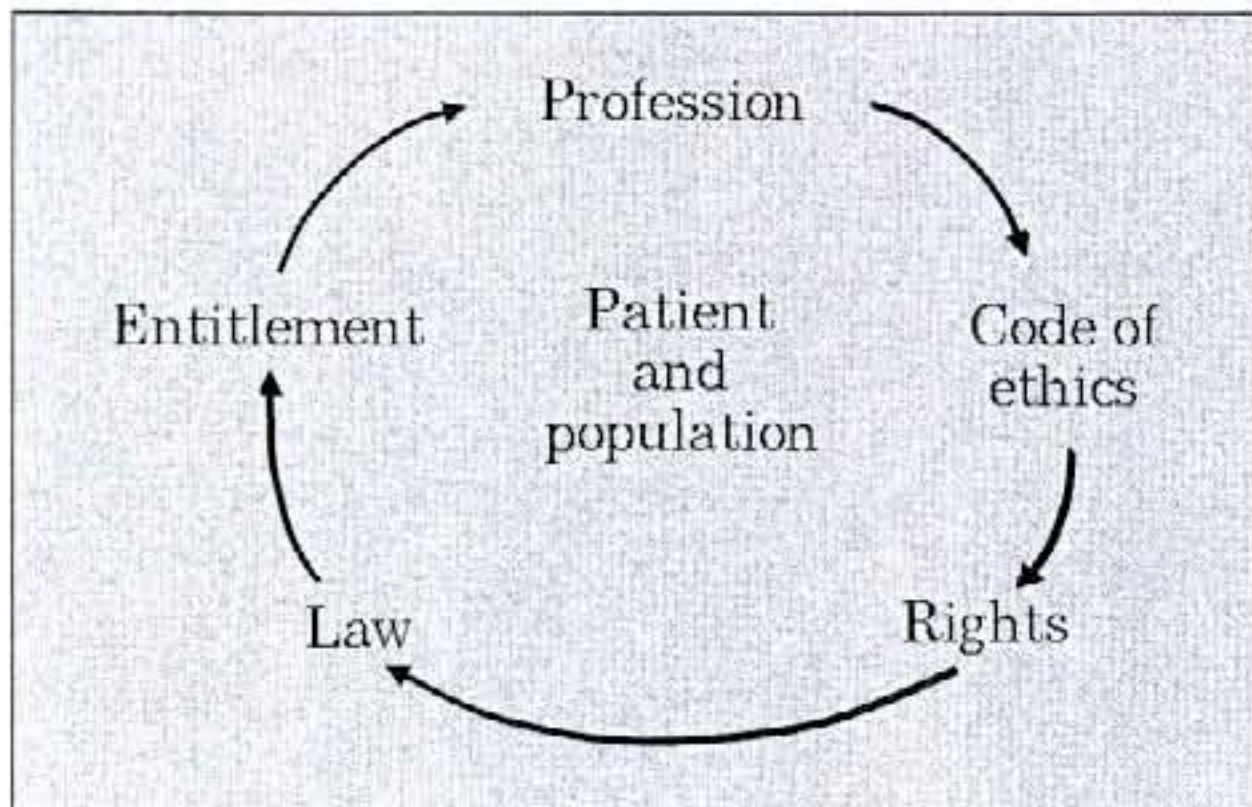 Profession
Entitlement
Patient
and
population
Code of
ethics
Law
Rights